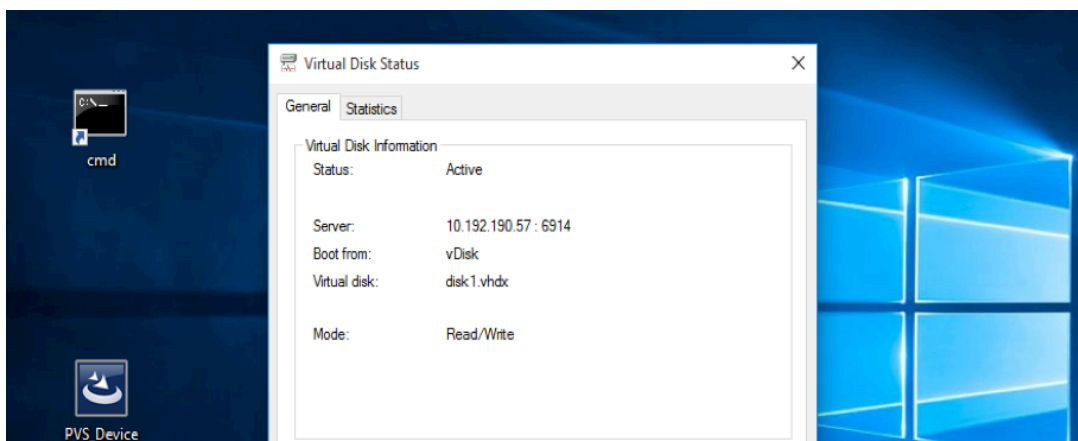 Virtual Disk Status
General Statistics
Virtual Disk Information
Status: Active
Server: 10.192.190.57 : 6914
Boot from: vDisk
Virtual disk: disk1.vhdx
Mode: Read/Write
C:\_
cmd
PVS Device